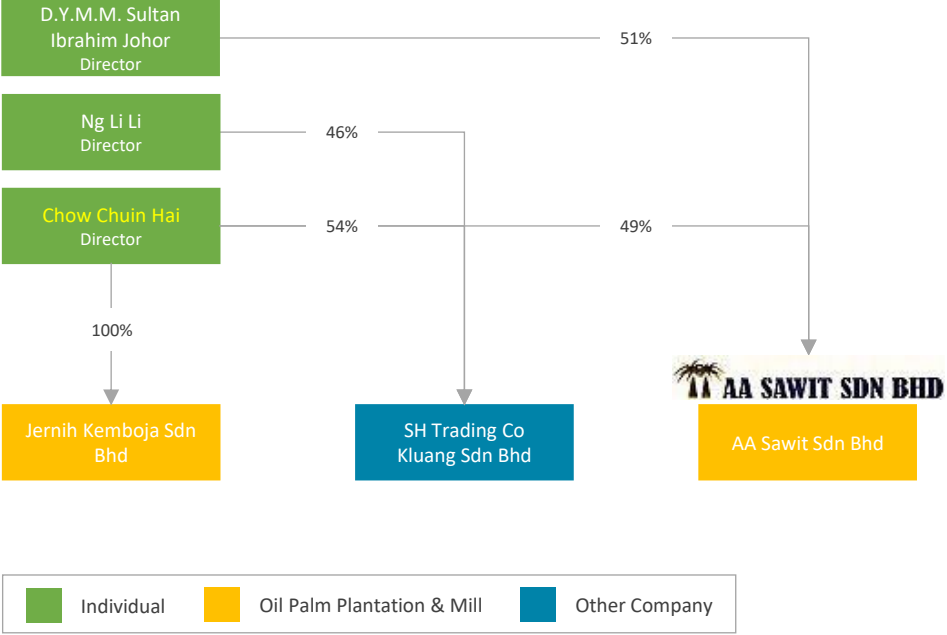 D.Y.M.M. Sultan
Ibrahim Johor
Director
51%
Ng Li Li
Director
46%
Chow Chuin Hai
Director
54%
49%
100%
AA SAWIT SDN BHD
Jernih Kemboja Sdn
Bhd
SH Trading Co
Kluang Sdn Bhd
AA Sawit Sdn Bhd
Individual
Oil Palm Plantation & Mill
Other Company